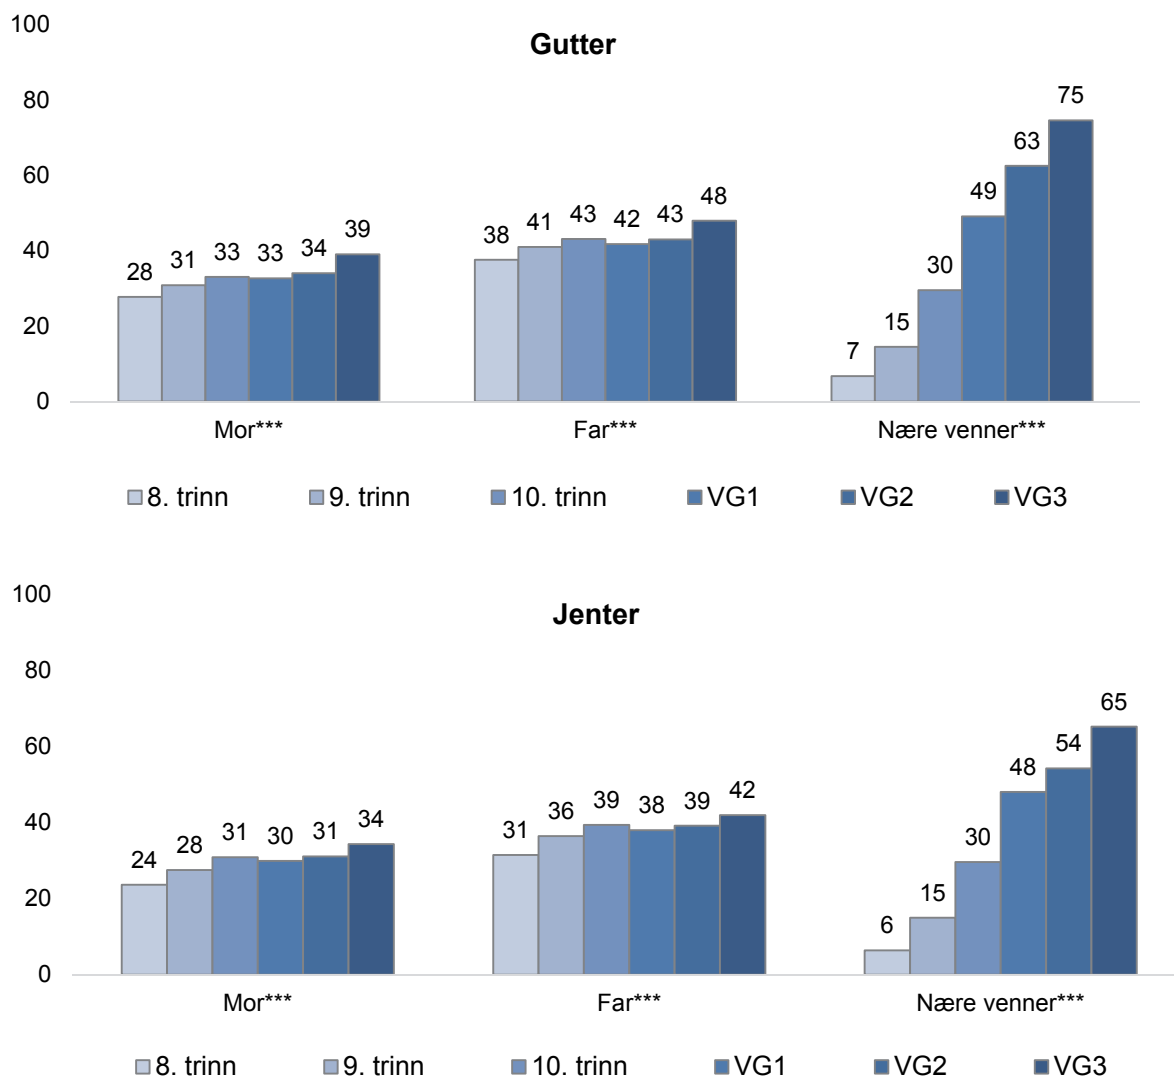 100
Gutter
80
60
40
20
0
28 31 33 33 34 39
38 41 43 42 43 48
7 15 30 49 63 75
Mor*** Far*** Nære venner***
8. trinn 9. trinn 10. trinn VG1 VG2 VG3
100
Jenter
80
60
40
20
0
24 28 31 30 31 34
31 36 39 38 39 42
6 15 30 48 54 65
Mor*** Far*** Nære venner***
8. trinn 9. trinn 10. trinn VG1 VG2 VG3